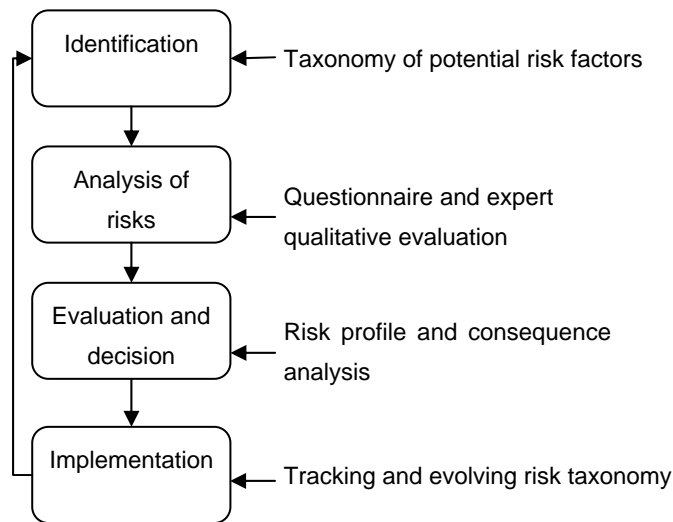 Identification
Taxonomy of potential risk factors
Analysis of
risks
Questionnaire and expert
qualitative evaluation
Evaluation and
decision
Risk profile and consequence
analysis
Implementation
Tracking and evolving risk taxonomy